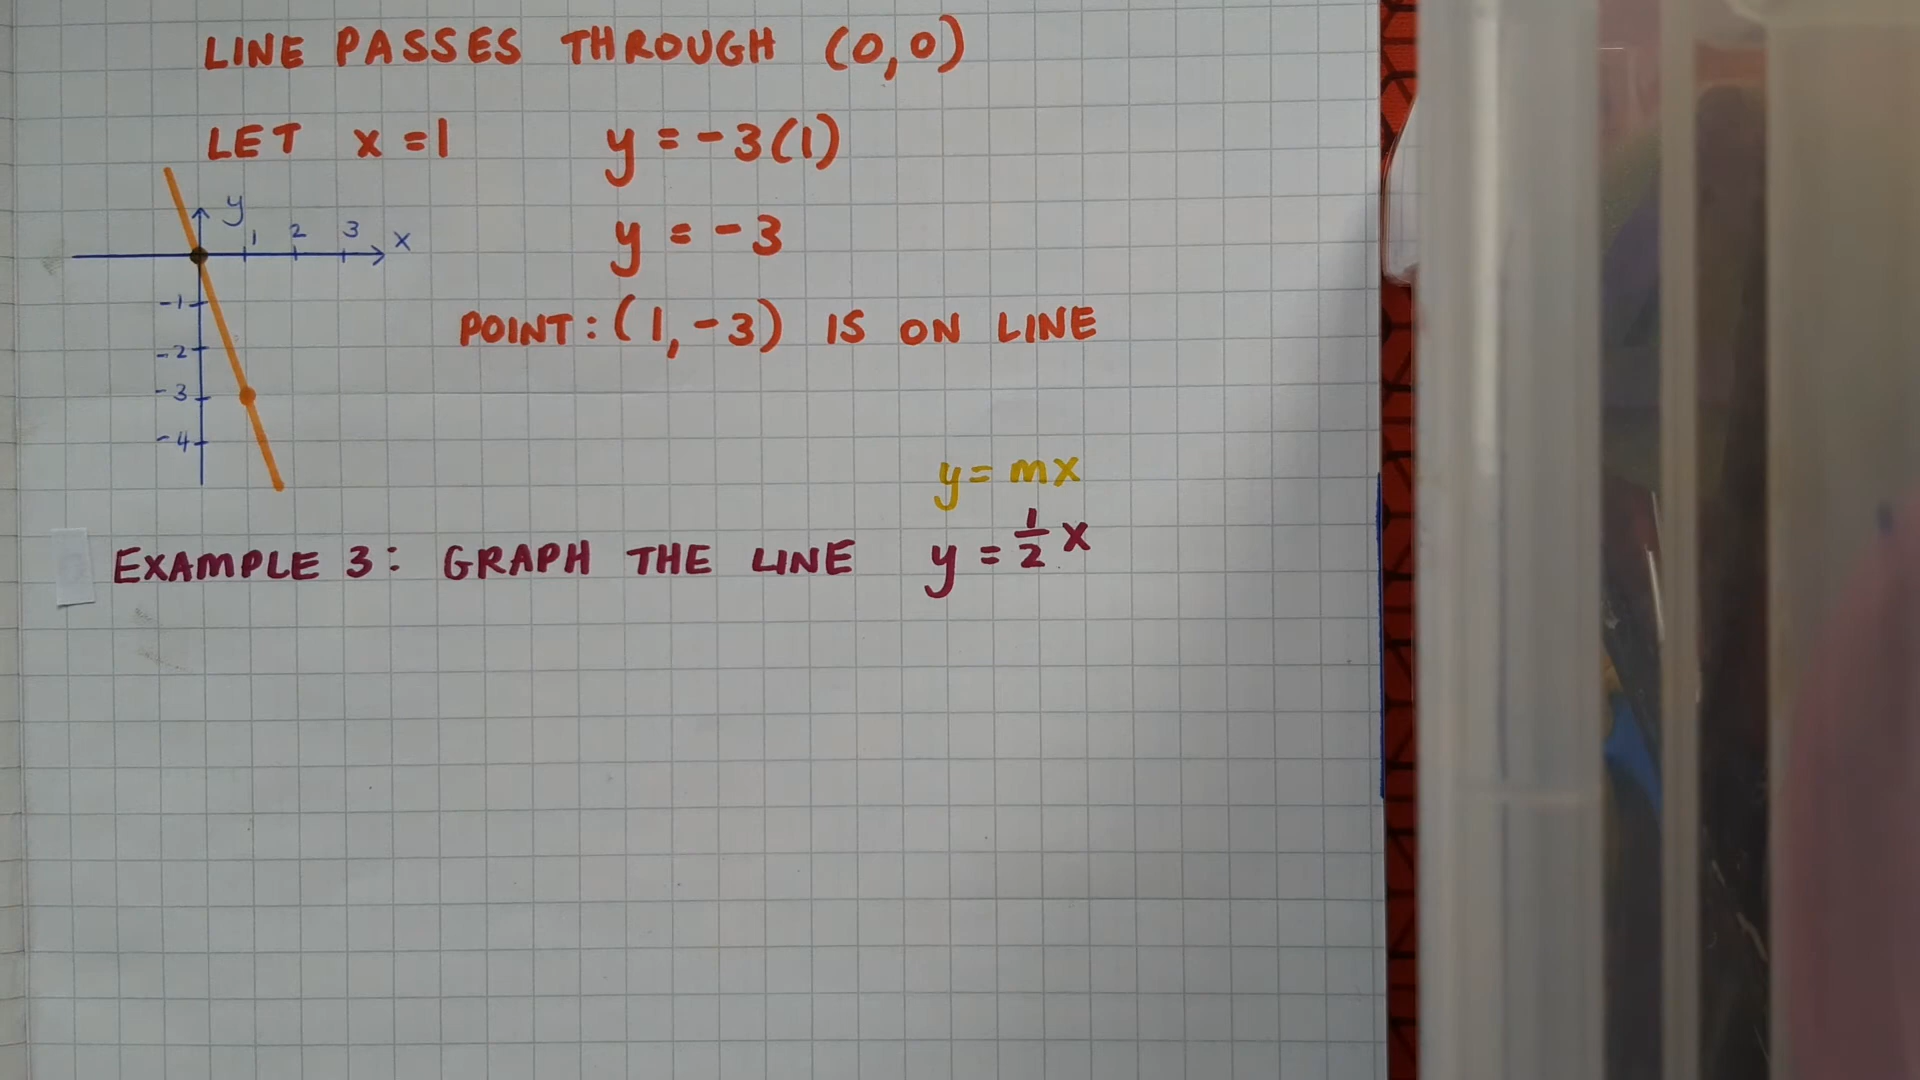 LINE PASSES THROUGH (0,0)
LET x = 1 y = -3(1)
y = -3
y
1 2 3 x
-1
-2
-3
-4
POINT: (1,-3) IS ON LINE
y = mx
EXAMPLE 3: GRAPH THE LINE y = 1/2 x